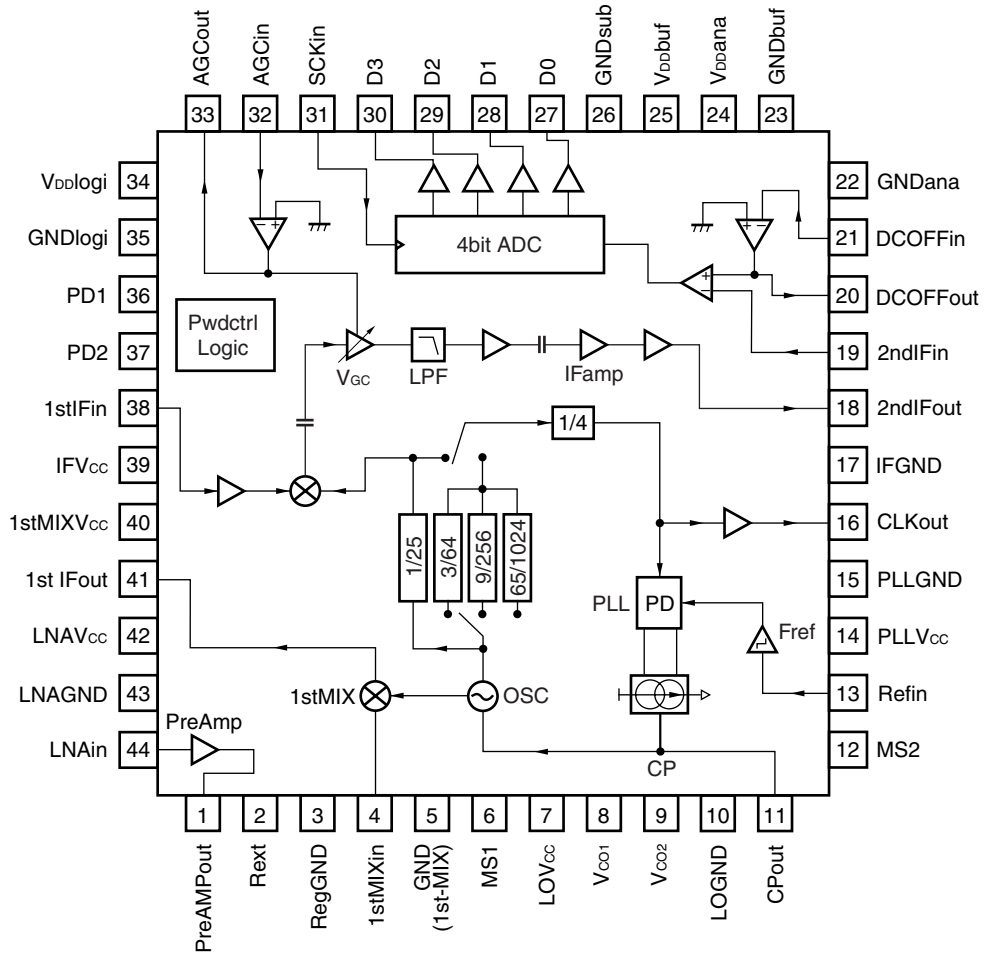 AGCout
AGCin
SCKin
D3
D2
D1
D0
GNDsub
VDDbuf
VDDana
GNDbuf
33
32
31
30
29
28
27
26
25
24
23
VDDlogi 34
GNDlogi 35
PD1 36
PD2 37
1stIFin 38
IFVCC 39
1stMIXVCC 40
1st IFout 41
LNAVCC 42
LNAGND 43
LNAin 44
22 GNDana
21 DCOFFin
20 DCOFFout
19 2ndIFin
18 2ndIFout
17 IFGND
16 CLKout
15 PLLGND
14 PLLVCC
13 Refin
12 MS2
− +
4bit ADC
+ −
+
−
Pwdctrl
Logic
VGC
LPF
IFamp
1/4
1/25
3/64
9/256
65/1024
PLL
PD
Fref
1stMIX
OSC
CP
PreAmp
1
2
3
4
5
6
7
8
9
10
11
PreAMPout
Rext
RegGND
1stMIXin
GND
(1st-MIX)
MS1
LOVCC
VCO1
VCO2
LOGND
CPout